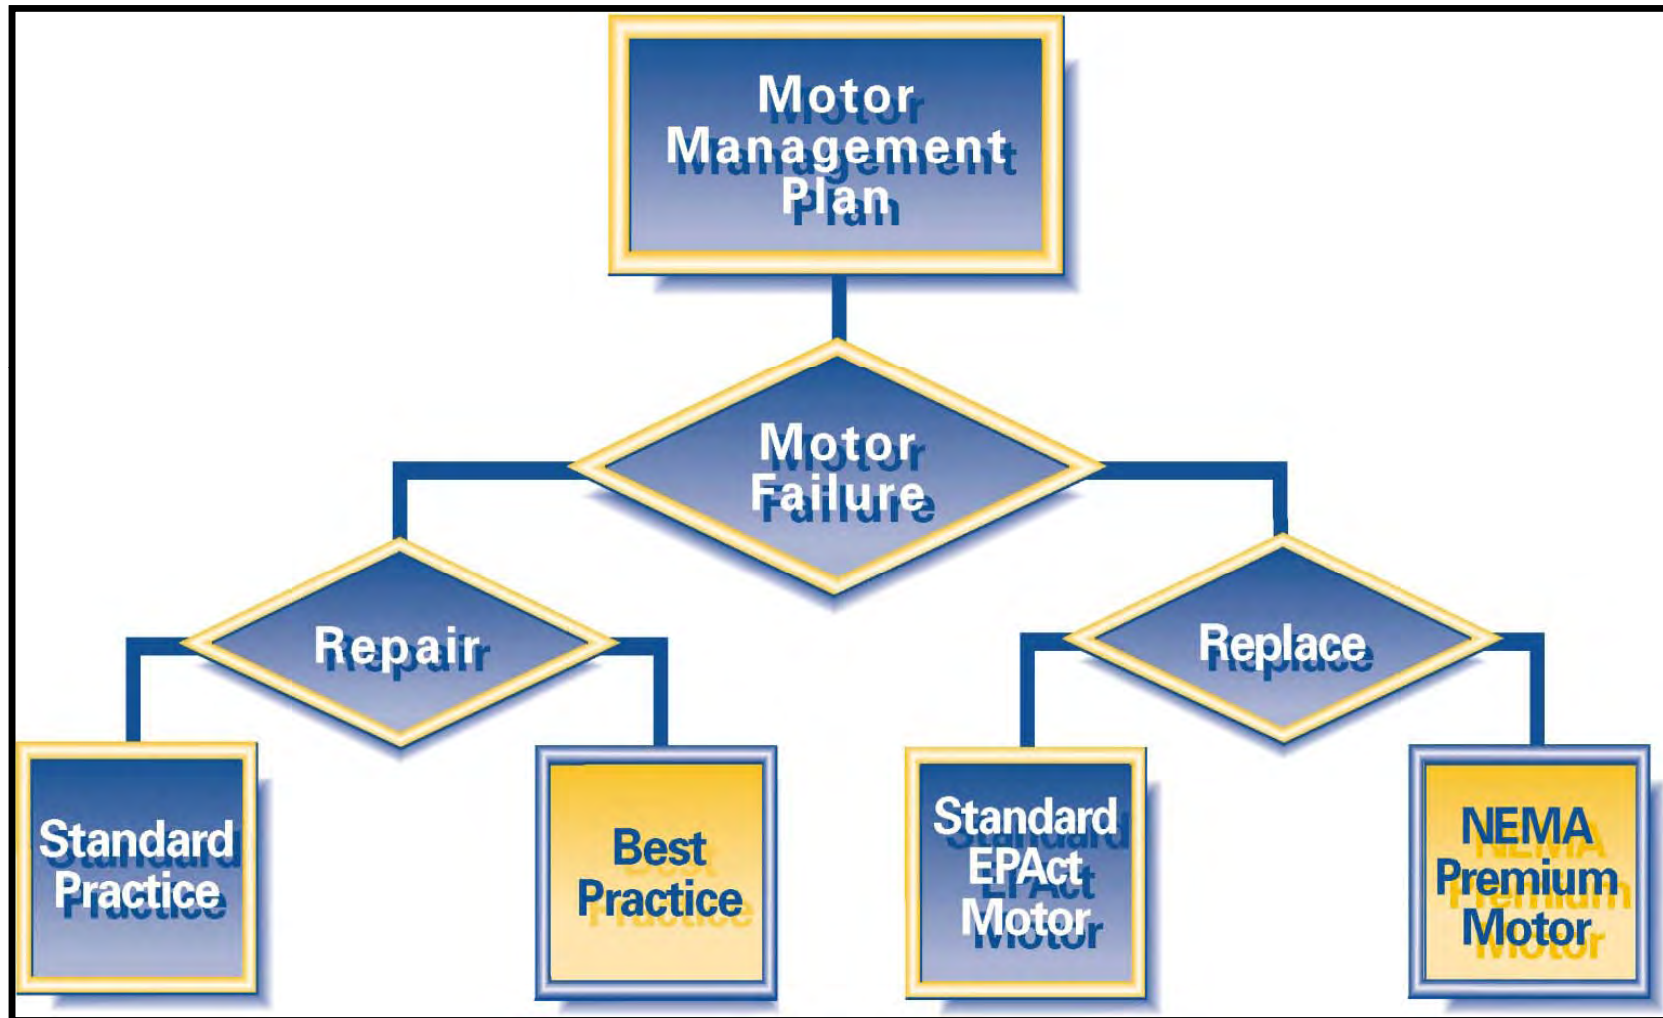 Motor
Management
Plan
Motor
Failure
Repair
Replace
Standard
Practice
Best
Practice
Standard
EPAct
Motor
NEMA
Premium
Motor